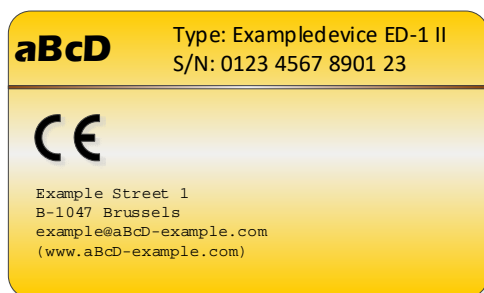 aBcD
Type: Exampledevice ED-1 II
S/N: 0123 4567 8901 23
CE
Example Street 1
B-1047 Brussels
example@aBcD-example.com
(www.aBcD-example.com)